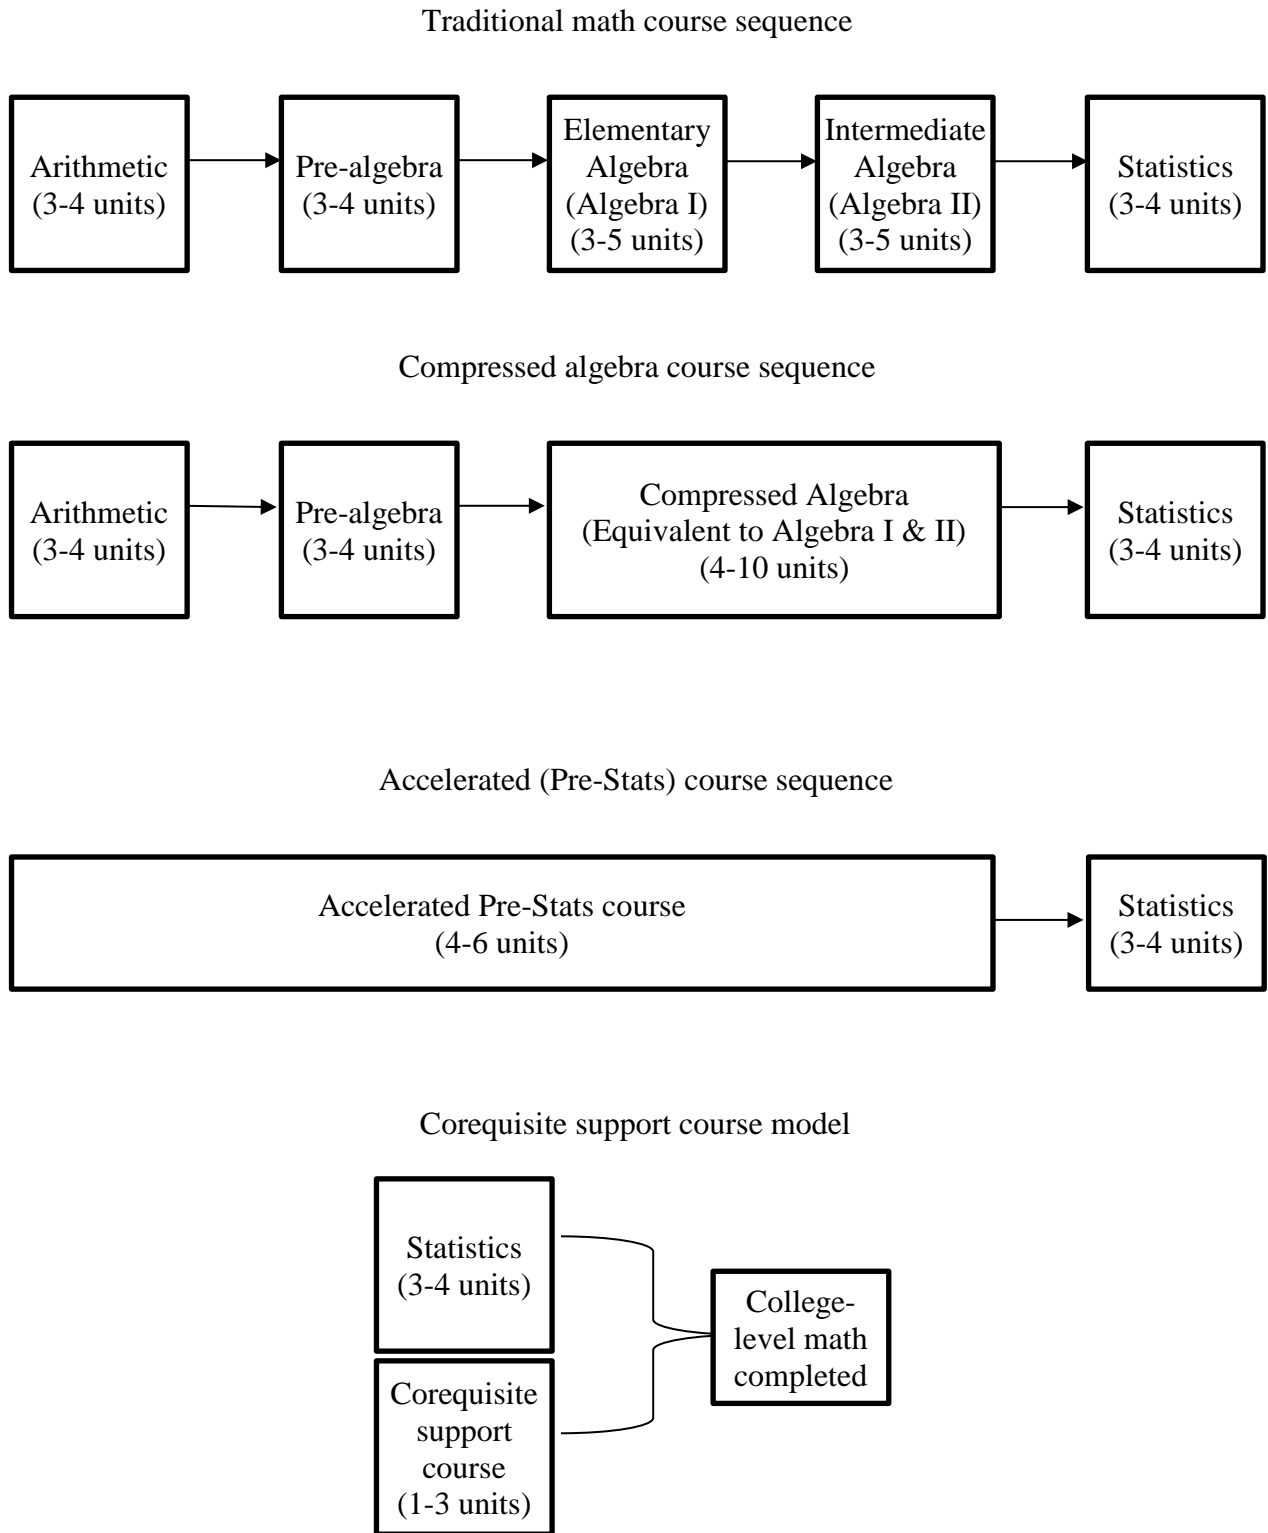 Traditional math course sequence
Arithmetic
(3-4 units)
Pre-algebra
(3-4 units)
Elementary
Algebra
(Algebra I)
(3-5 units)
Intermediate
Algebra
(Algebra II)
(3-5 units)
Statistics
(3-4 units)
Compressed algebra course sequence
Arithmetic
(3-4 units)
Pre-algebra
(3-4 units)
Compressed Algebra
(Equivalent to Algebra I & II)
(4-10 units)
Statistics
(3-4 units)
Accelerated (Pre-Stats) course sequence
Accelerated Pre-Stats course
(4-6 units)
Statistics
(3-4 units)
Corequisite support course model
Statistics
(3-4 units)
Corequisite
support
course
(1-3 units)
College-
level math
completed